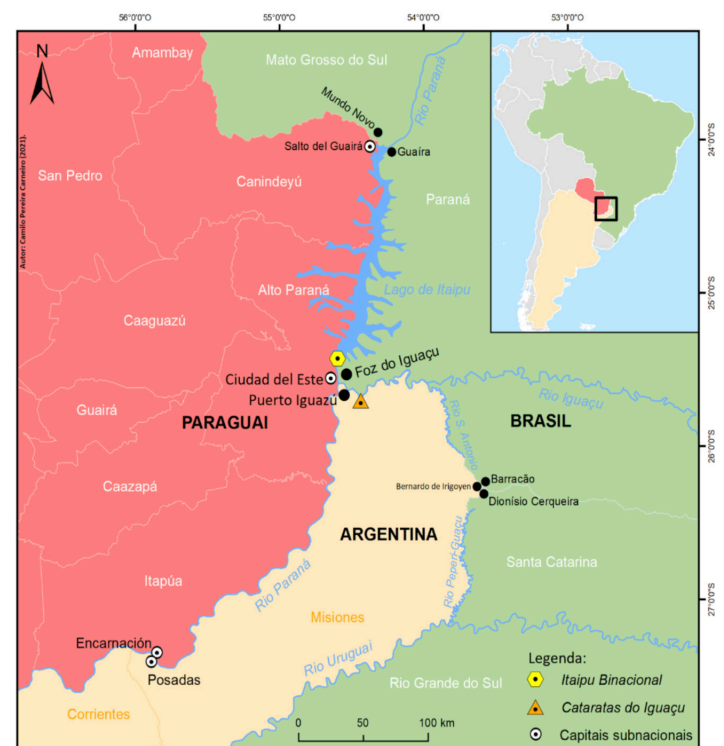 56°0'0"W
55°0'0"W
54°0'0"W
53°0'0"W
N
Autor: Camilo Pereira Carneiro (2021).
Amambay
Mato Grosso do Sul
Mundo Novo
Rio Paraná
Salto del Guairá
Guaíra
24°0'0"S
San Pedro
Canindeyú
Paraná
Alto Paraná
Lago de Itaipu
25°0'0"S
Caaguazú
Foz do Iguaçu
Ciudad del Este
Puerto Iguazú
Rio Iguaçu
Guairá
PARAGUAI
BRASIL
Rio S. Antonio
26°0'0"S
Caazapá
Barracão
Bernardo de Irigoyen
Dionísio Cerqueira
ARGENTINA
Rio Peperi-Guaçu
Santa Catarina
Itapúa
Rio Paraná
27°0'0"S
Misiones
Encarnación
Posadas
Rio Uruguai
Rio Grande do Sul
Corrientes
Legenda:
Itaipu Binacional
Cataratas do Iguaçu
Capitais subnacionais
0 50 100 km